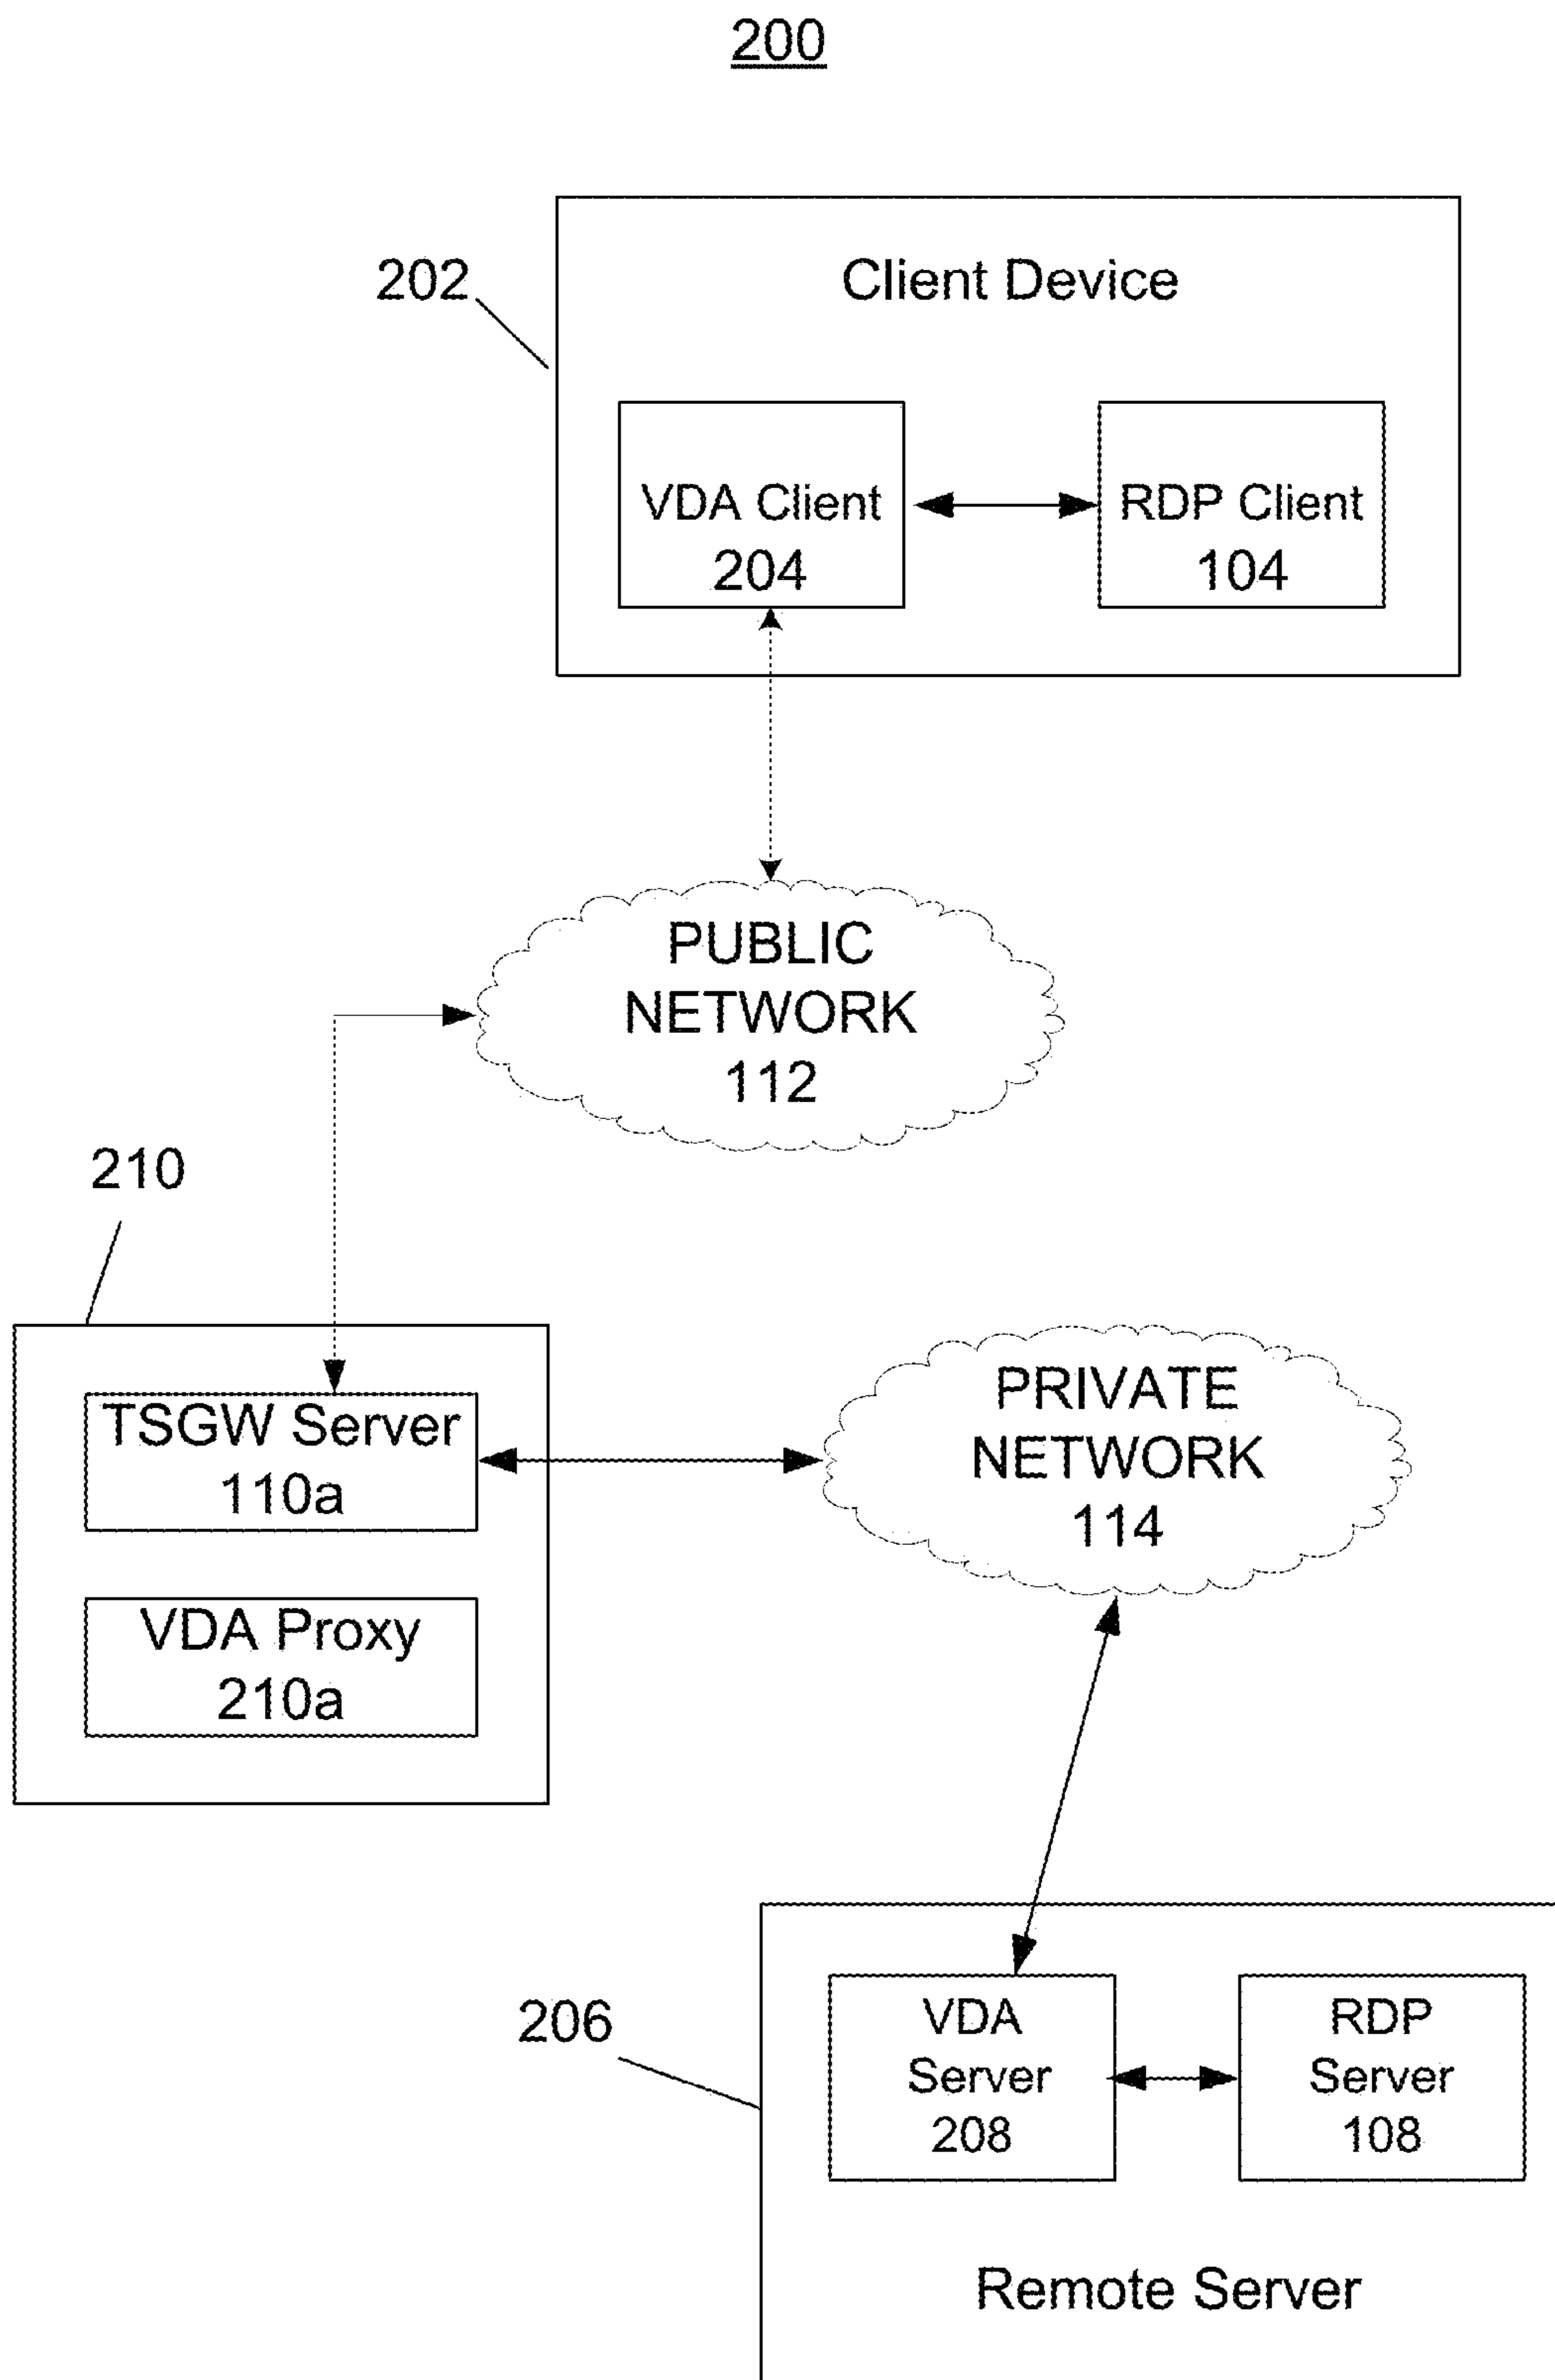 200
202
Client Device
VDA Client
204
RDP Client
104
PUBLIC
NETWORK
112
210
TSGW Server
110a
VDA Proxy
210a
PRIVATE
NETWORK
114
206
VDA
Server
208
RDP
Server
108
Remote Server